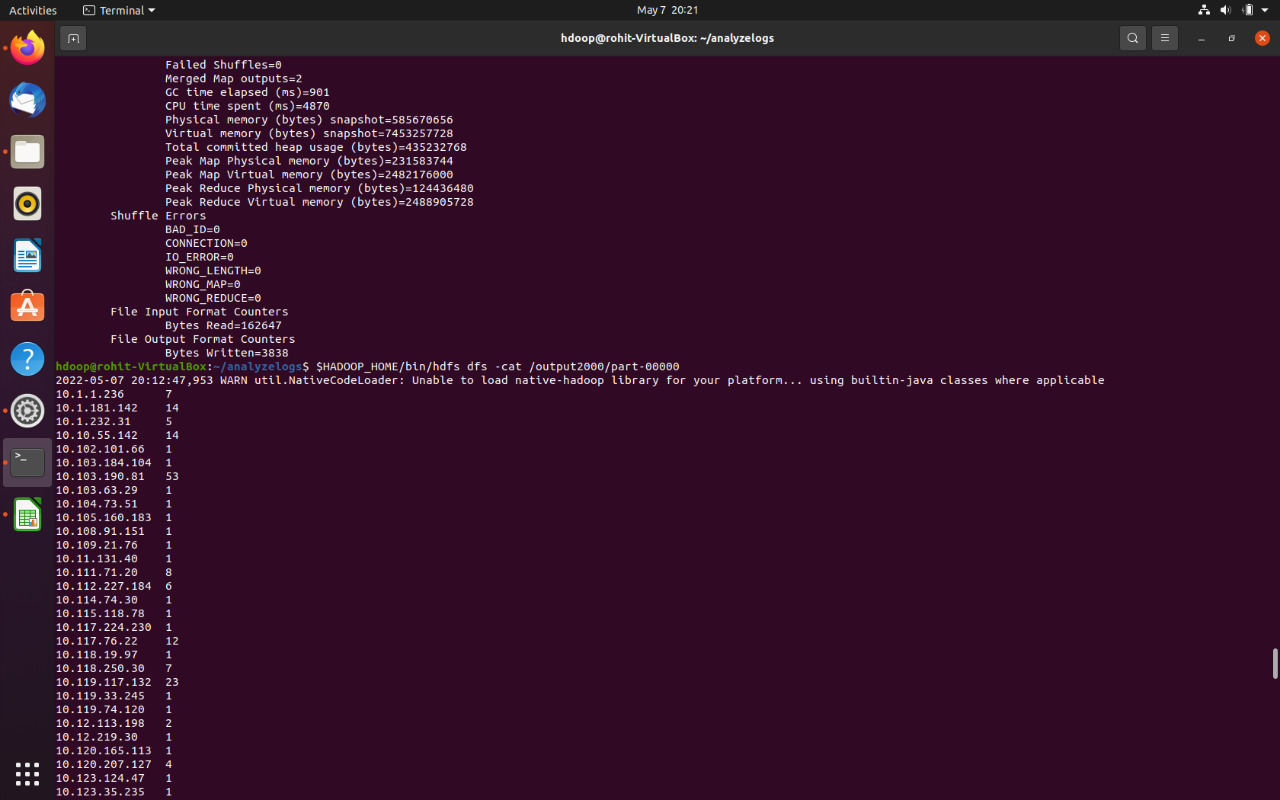 Activities
Terminal
May 7 20:21
hdoop@rohit-VirtualBox: ~/analyzelogs
Failed Shuffles=0
Merged Map outputs=2
GC time elapsed (ms)=901
CPU time spent (ms)=4870
Physical memory (bytes) snapshot=585670656
Virtual memory (bytes) snapshot=7453257728
Total committed heap usage (bytes)=435232768
Peak Map Physical memory (bytes)=231583744
Peak Map Virtual memory (bytes)=2482176000
Peak Reduce Physical memory (bytes)=124436480
Peak Reduce Virtual memory (bytes)=2488905728
Shuffle Errors
BAD_ID=0
CONNECTION=0
IO_ERROR=0
WRONG_LENGTH=0
WRONG_MAP=0
WRONG_REDUCE=0
File Input Format Counters
Bytes Read=162647
File Output Format Counters
Bytes Written=3838
hdoop@rohit-VirtualBox:~/analyzelogs$ $HADOOP_HOME/bin/hdfs dfs -cat /output2000/part-00000
2022-05-07 20:12:47,953 WARN util.NativeCodeLoader: Unable to load native-hadoop library for your platform... using builtin-java classes where applicable
10.1.1.236 7
10.1.181.142 14
10.1.232.31 5
10.10.55.142 14
10.102.101.66 1
10.103.184.104 1
10.103.190.81 53
10.103.63.29 1
10.104.73.51 1
10.105.160.183 1
10.108.91.151 1
10.109.21.76 1
10.11.131.40 1
10.111.71.20 8
10.112.227.184 6
10.114.74.30 1
10.115.118.78 1
10.117.224.230 1
10.117.76.22 12
10.118.19.97 1
10.118.250.30 7
10.119.117.132 23
10.119.33.245 1
10.119.74.120 1
10.12.113.198 2
10.12.219.30 1
10.120.165.113 1
10.120.207.127 4
10.123.124.47 1
10.123.35.235 1